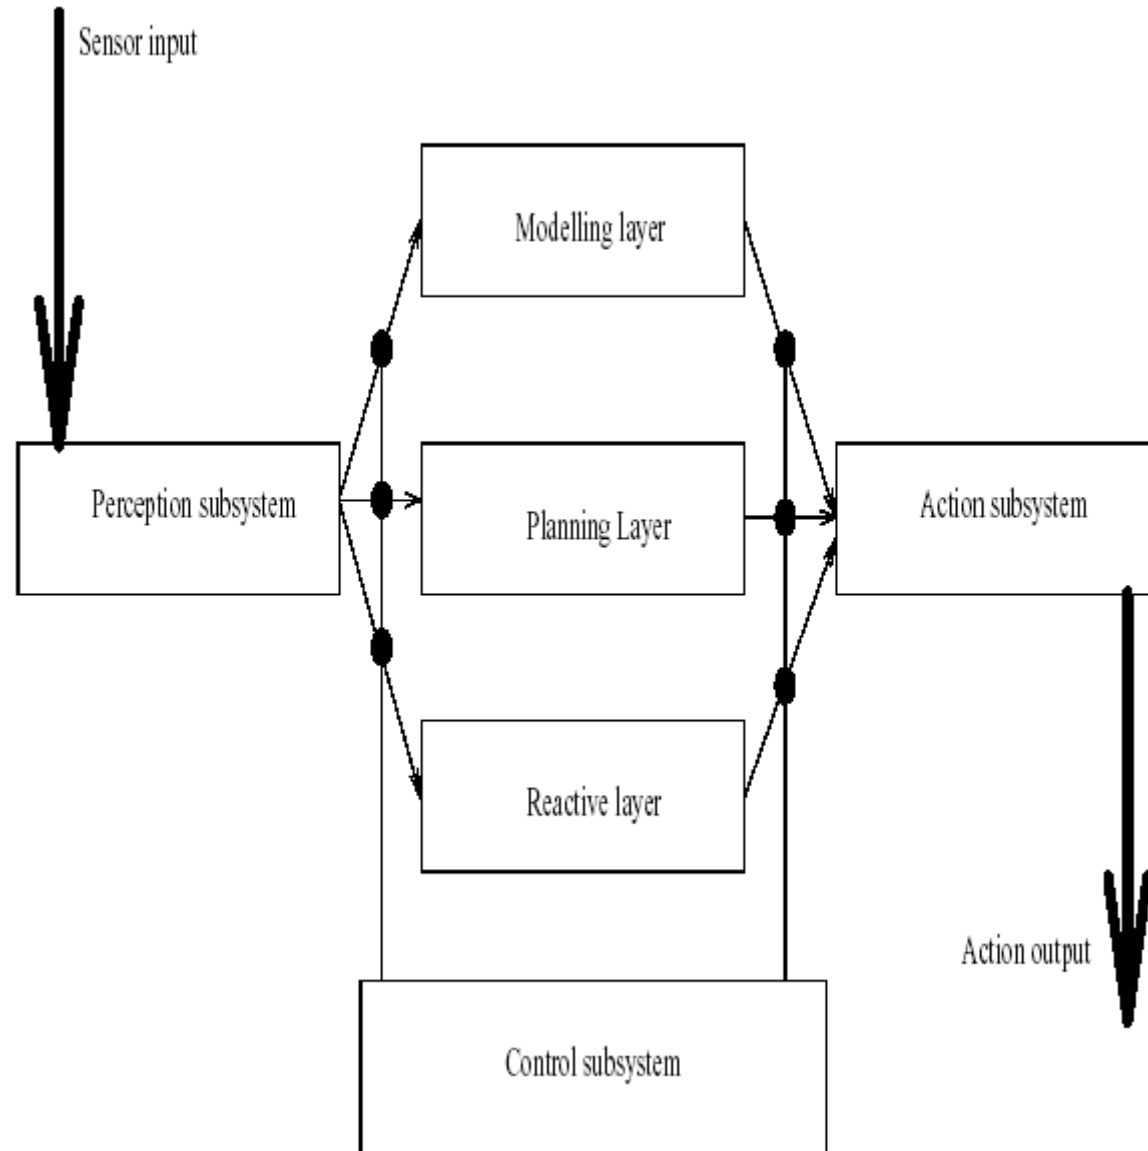 Sensor input
Modelling layer
Perception subsystem
Planning Layer
Action subsystem
Reactive layer
Action output
Control subsystem